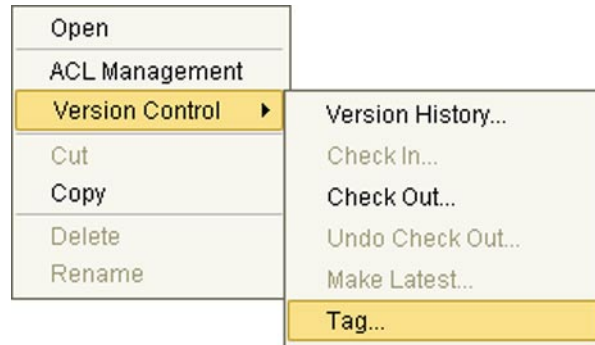 Open
ACL Management
Version Control
Cut
Copy
Delete
Rename
Version History...
Check In...
Check Out...
Undo Check Out...
Make Latest...
Tag...